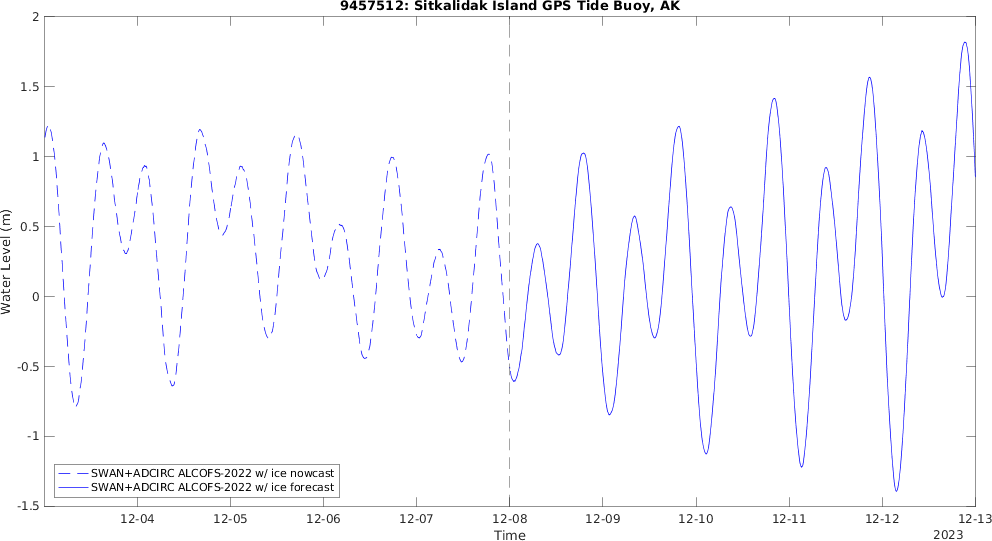 9457512: Sitkalidak Island GPS Tide Buoy, AK
2
1.5
1
0.5
0
-0.5
-1
-1.5
Water Level (m)
SWAN+ADCIRC ALCOFS-2022 w/ ice nowcast
SWAN+ADCIRC ALCOFS-2022 w/ ice forecast
12-04 12-05 12-06 12-07 12-08 12-09 12-10 12-11 12-12 12-13
Time
2023